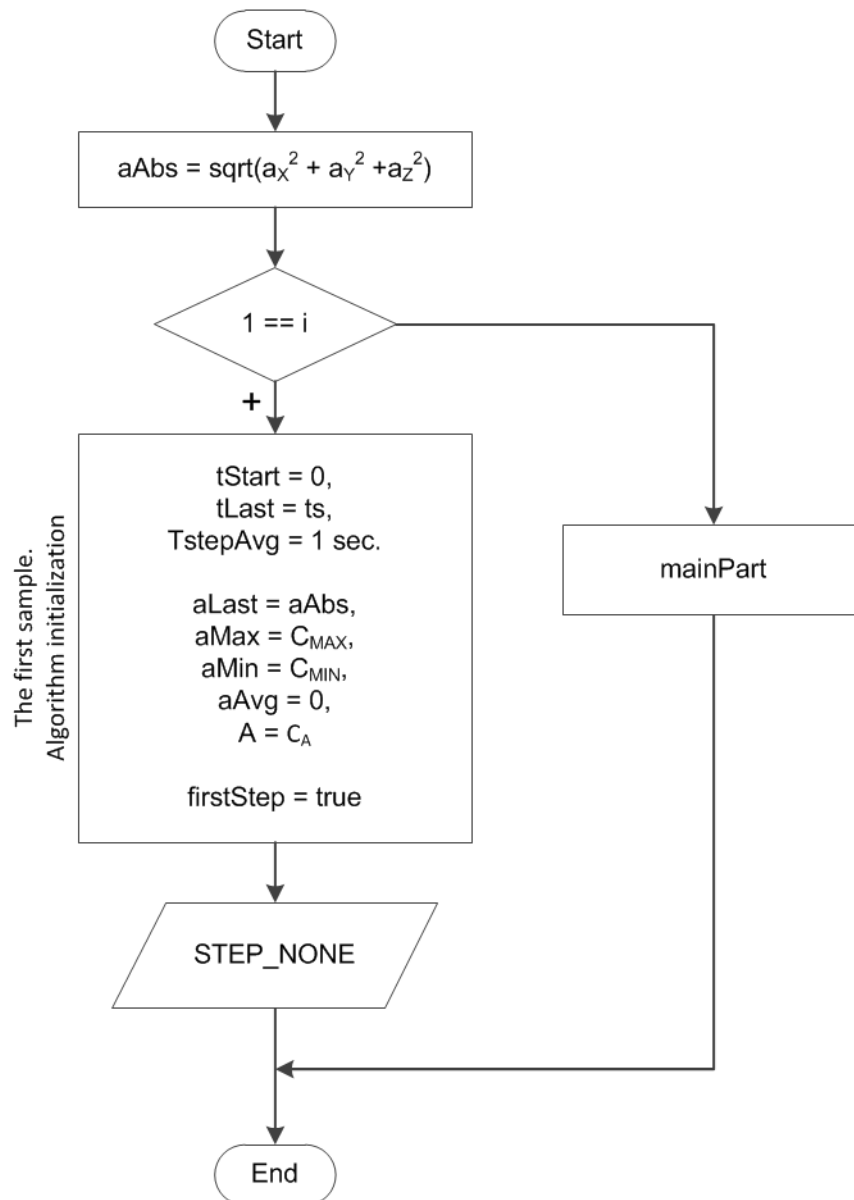 Start
aAbs = sqrt(aX² + aY² +aZ²)
1 == i
+
The first sample.
Algorithm initialization
tStart = 0,
tLast = ts,
TstepAvg = 1 sec.
aLast = aAbs,
aMax = CMAX,
aMin = CMIN,
aAvg = 0,
A = CA
firstStep = true
mainPart
STEP_NONE
End